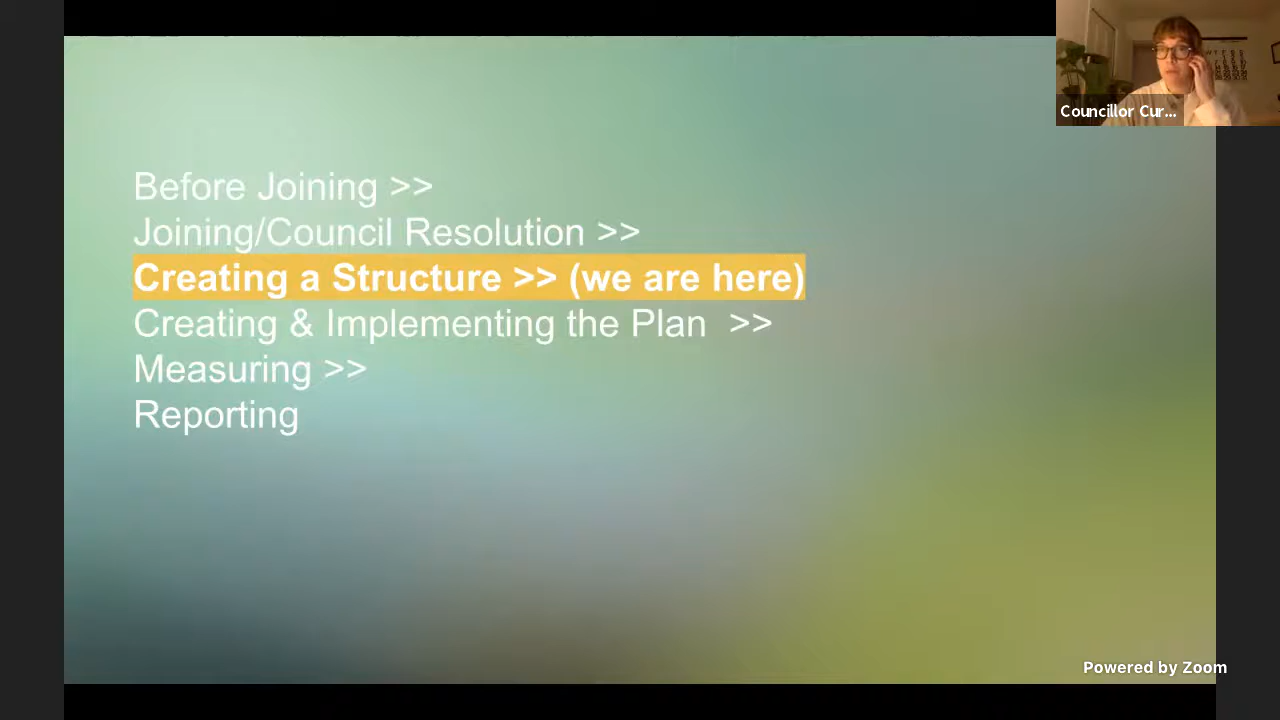 Before Joining >>
Joining/Council Resolution >>
Creating a Structure >> (we are here)
Creating & Implementing the Plan >>
Measuring >>
Reporting
Councillor Cur...
Powered by Zoom